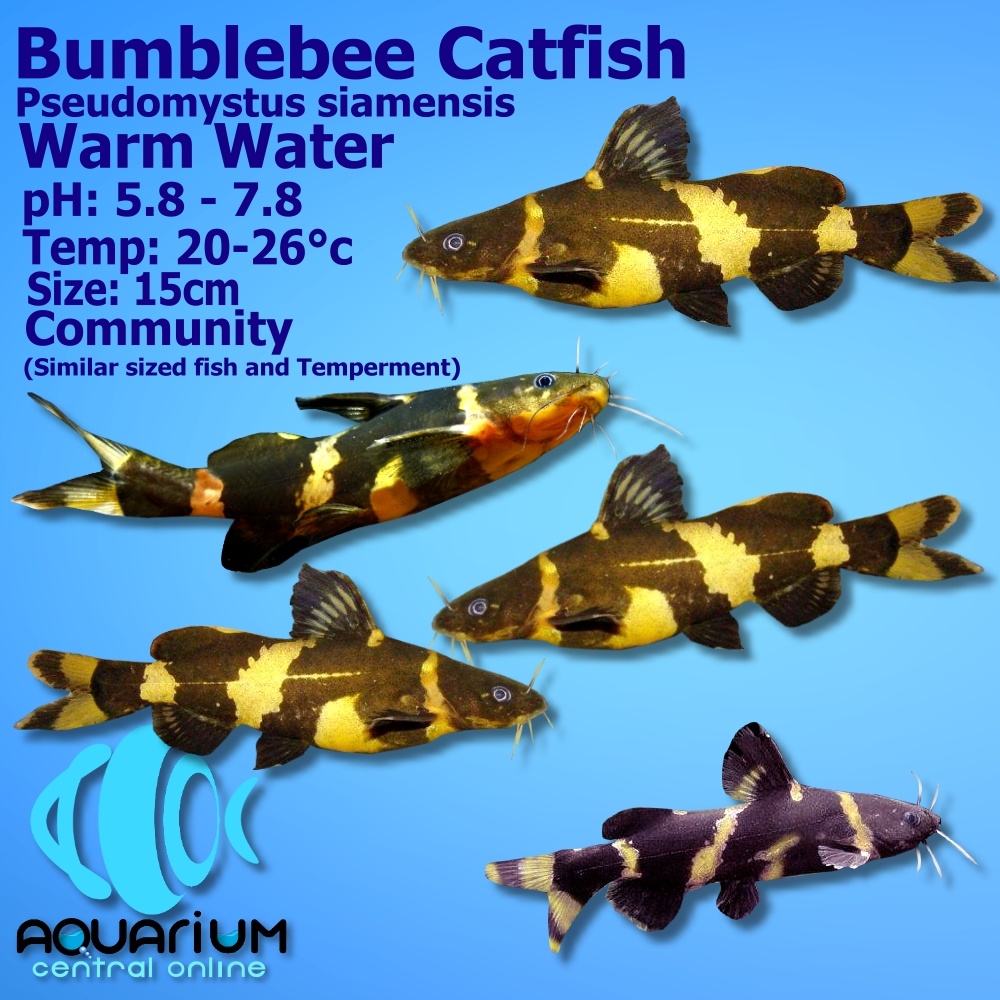 Bumblebee Catfish
Pseudomystus siamensis
Warm Water
pH: 5.8 - 7.8
Temp: 20-26°c
Size: 15cm
Community
(Similar sized fish and Temperment)
AQUARIUM
central online